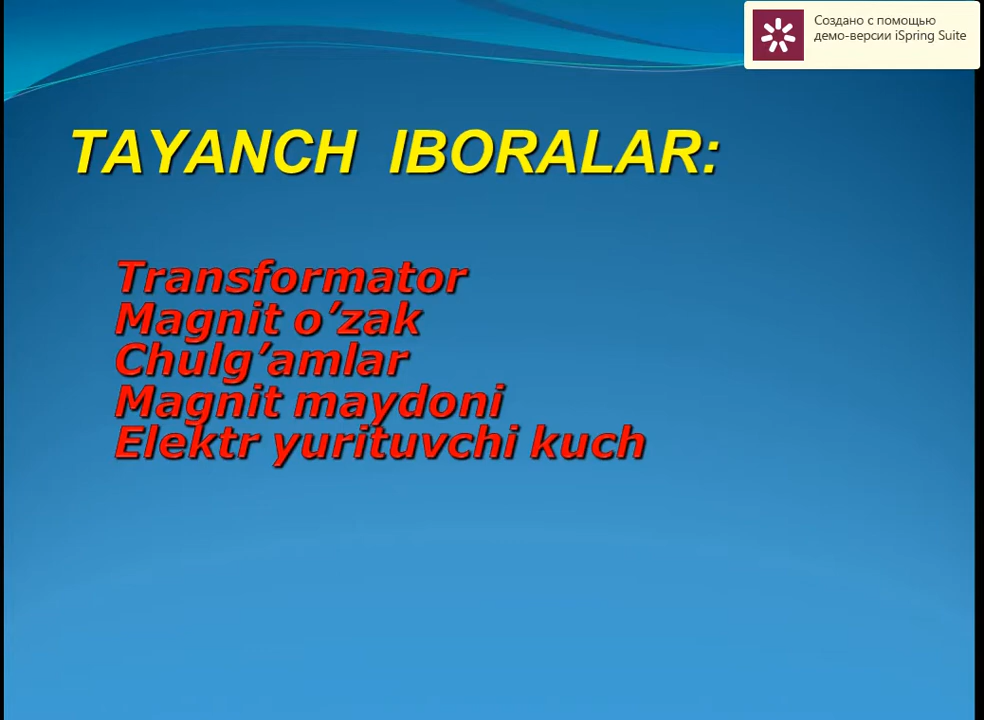 Создано с помощью
демо-версии iSpring Suite
TAYANCH IBORALAR:
Transformator
Magnit o’zak
Chulg’amlar
Magnit maydoni
Elektr yurituvchi kuch